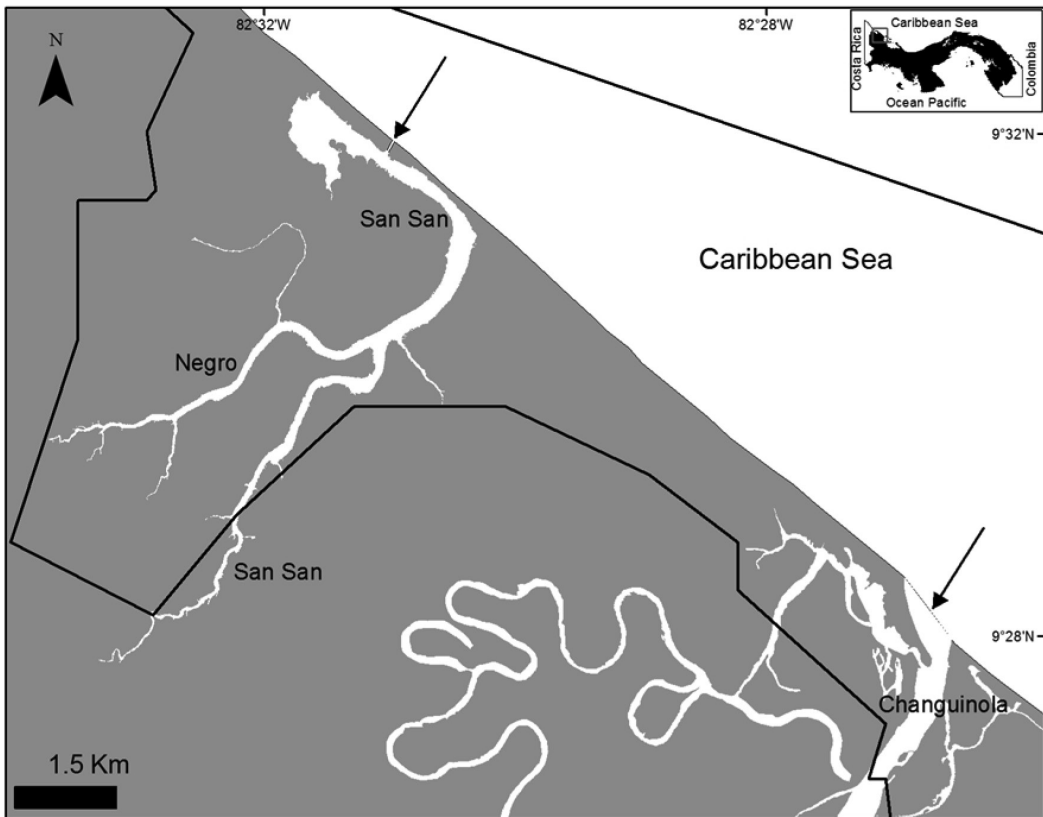 82°32'W
82°28'W
N
Caribbean Sea
Costa Rica
Colombia
Ocean Pacific
9°32'N
San San
Caribbean Sea
Negro
San San
9°28'N
Changuinola
1.5 Km